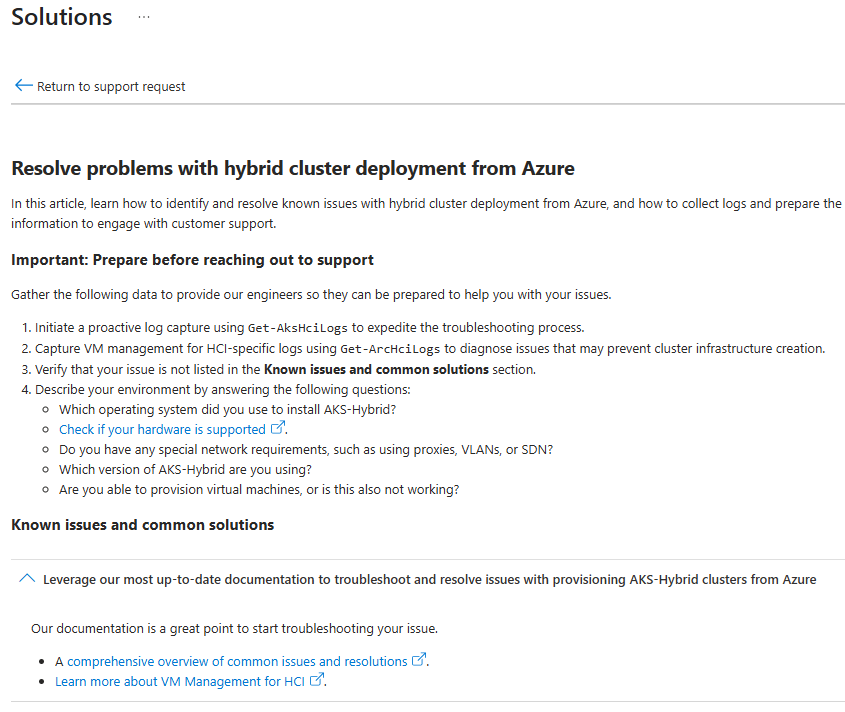 Solutions ...
Return to support request
Resolve problems with hybrid cluster deployment from Azure
In this article, learn how to identify and resolve known issues with hybrid cluster deployment from Azure, and how to collect logs and prepare the
information to engage with customer support.
Important: Prepare before reaching out to support
Gather the following data to provide our engineers so they can be prepared to help you with your issues.
1. Initiate a proactive log capture using Get-AksHciLogs to expedite the troubleshooting process.
2. Capture VM management for HCI-specific logs using Get-ArcHciLogs to diagnose issues that may prevent cluster infrastructure creation.
3. Verify that your issue is not listed in the Known issues and common solutions section.
4. Describe your environment by answering the following questions:
Which operating system did you use to install AKS-Hybrid?
Check if your hardware is supported .
Do you have any special network requirements, such as using proxies, VLANs, or SDN?
Which version of AKS-Hybrid are you using?
Are you able to provision virtual machines, or is this also not working?
Known issues and common solutions
Leverage our most up-to-date documentation to troubleshoot and resolve issues with provisioning AKS-Hybrid clusters from Azure
Our documentation is a great point to start troubleshooting your issue.
A comprehensive overview of common issues and resolutions .
Learn more about VM Management for HCI .